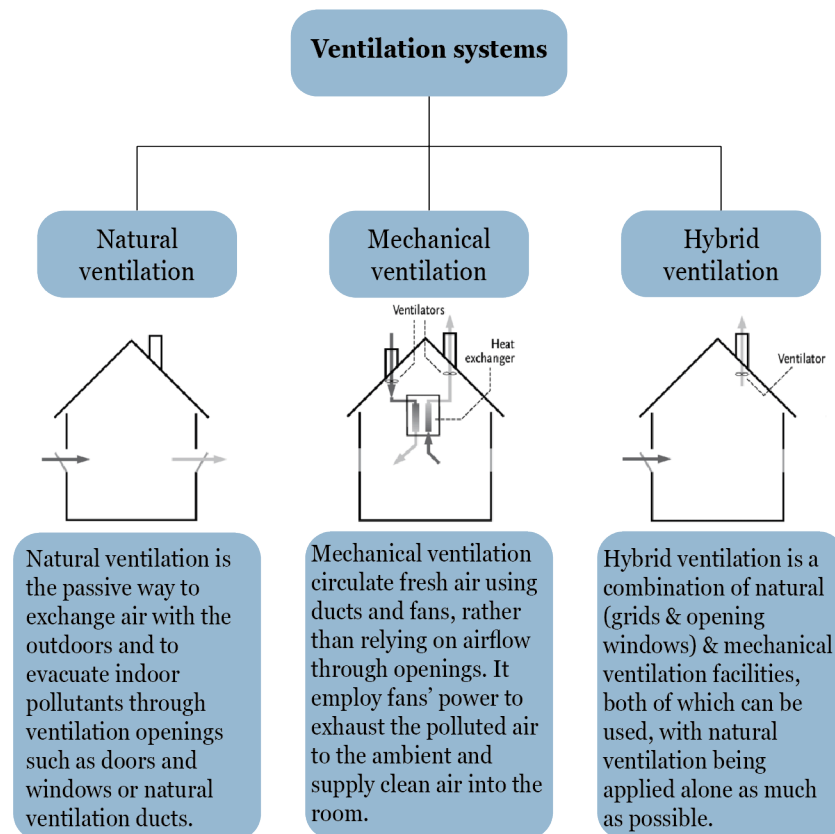 Ventilation systems
Natural
ventilation
Mechanical
ventilation
Hybrid
ventilation
Ventilators
Heat
exchanger
Ventilator
Natural ventilation is
the passive way to
exchange air with the
outdoors and to
evacuate indoor
pollutants through
ventilation openings
such as doors and
windows or natural
ventilation ducts.
Mechanical ventilation
circulate fresh air using
ducts and fans, rather
than relying on airflow
through openings. It
employ fans’ power to
exhaust the polluted air
to the ambient and
supply clean air into the
room.
Hybrid ventilation is a
combination of natural
(grids & opening
windows) & mechanical
ventilation facilities,
both of which can be
used, with natural
ventilation being
applied alone as much
as possible.